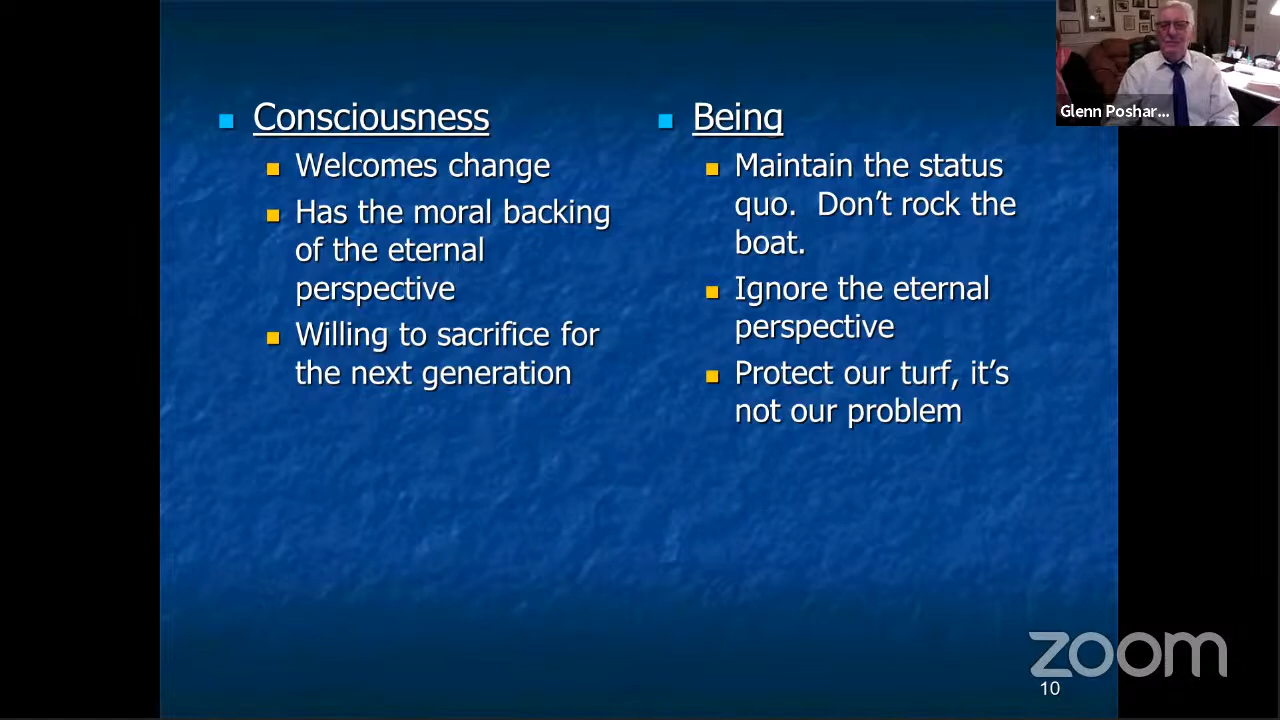 Consciousness
Welcomes change
Has the moral backing
of the eternal
perspective
Willing to sacrifice for
the next generation
Being
Maintain the status
quo.  Don't rock the
boat.
Ignore the eternal
perspective
Protect our turf, it's
not our problem
Glenn Poshar...
zoom
10